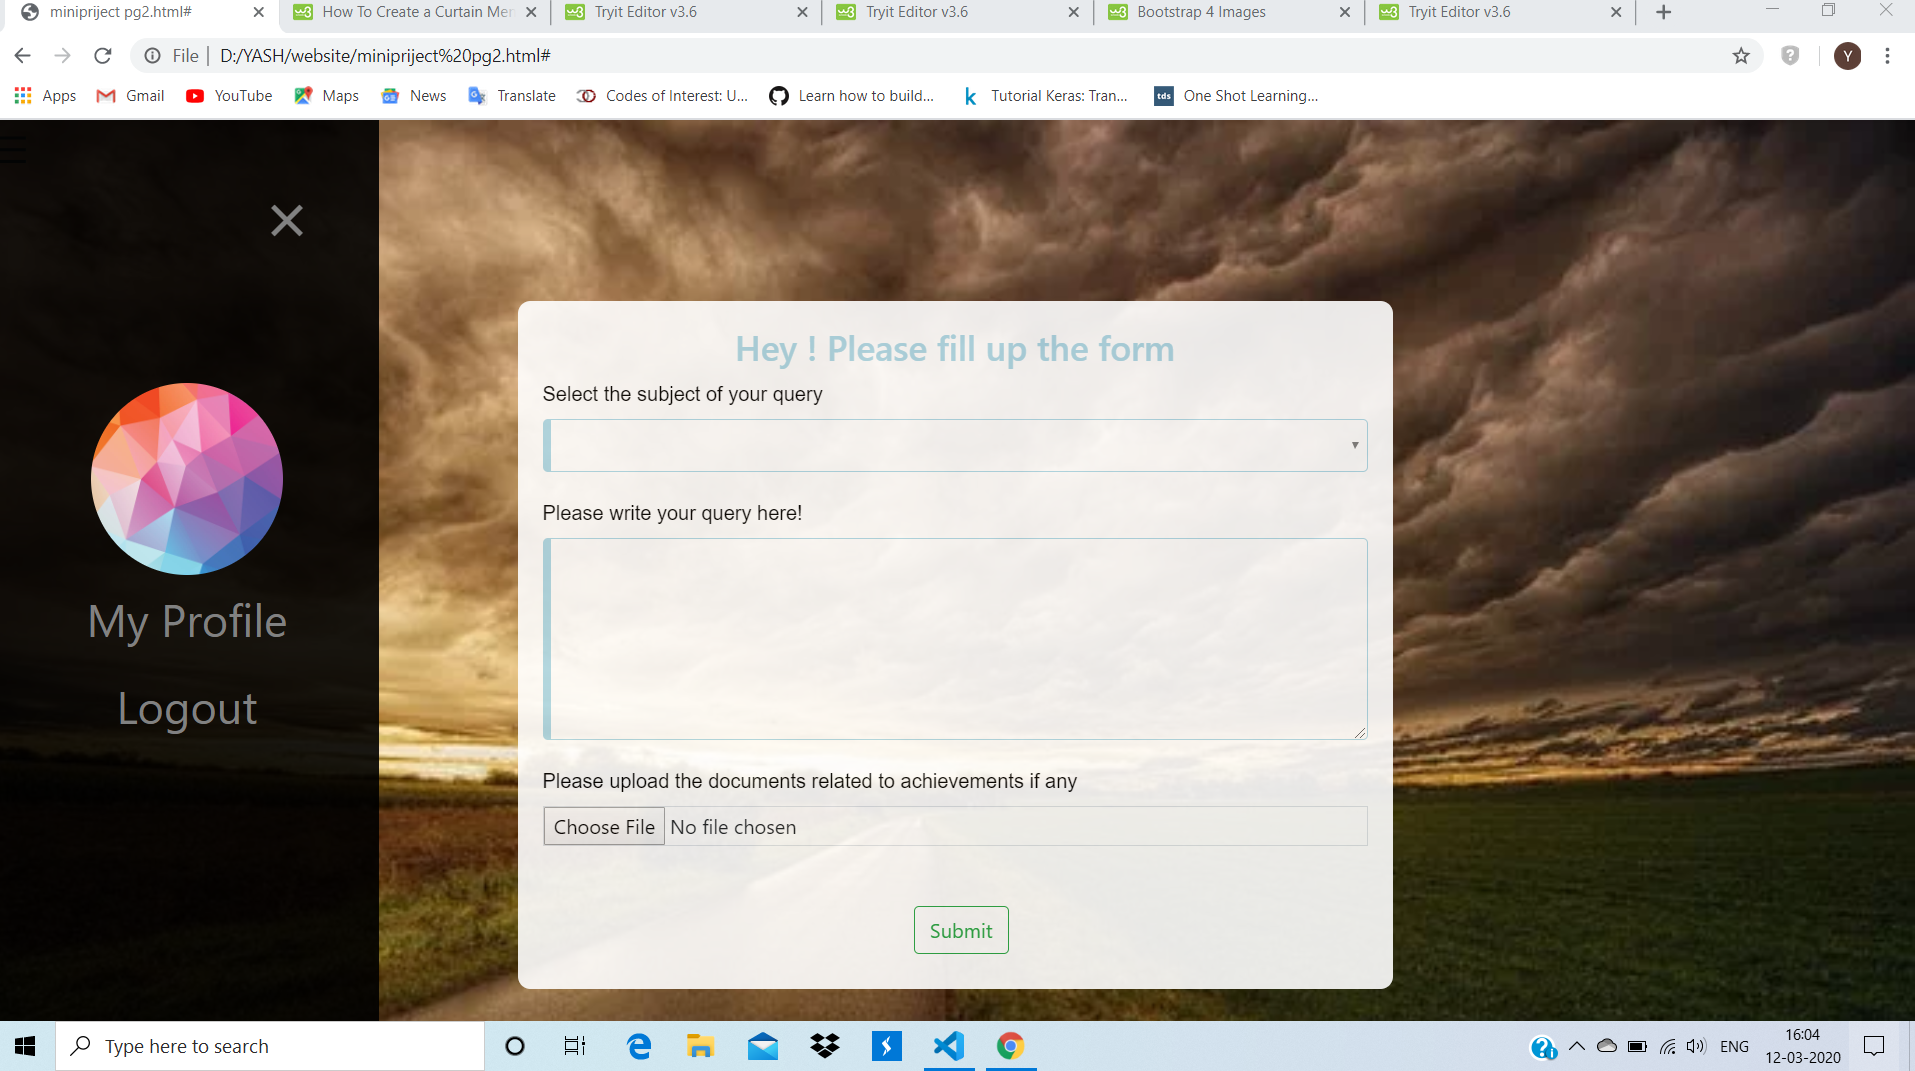 minipriject pg2.html#
How To Create a Curtain Men
Tryit Editor v3.6
Tryit Editor v3.6
Bootstrap 4 Images
Tryit Editor v3.6
File
D:/YASH/website/minipriject%20pg2.html#
Y
Apps
Gmail
YouTube
Maps
News
Translate
Codes of Interest: U...
Learn how to build...
Tutorial Keras: Tran...
tds
One Shot Learning...
Hey ! Please fill up the form
Select the subject of your query
Please write your query here!
My Profile
Logout
Please upload the documents related to achievements if any
Choose File No file chosen
Submit
Type here to search
ENG
16:04
12-03-2020